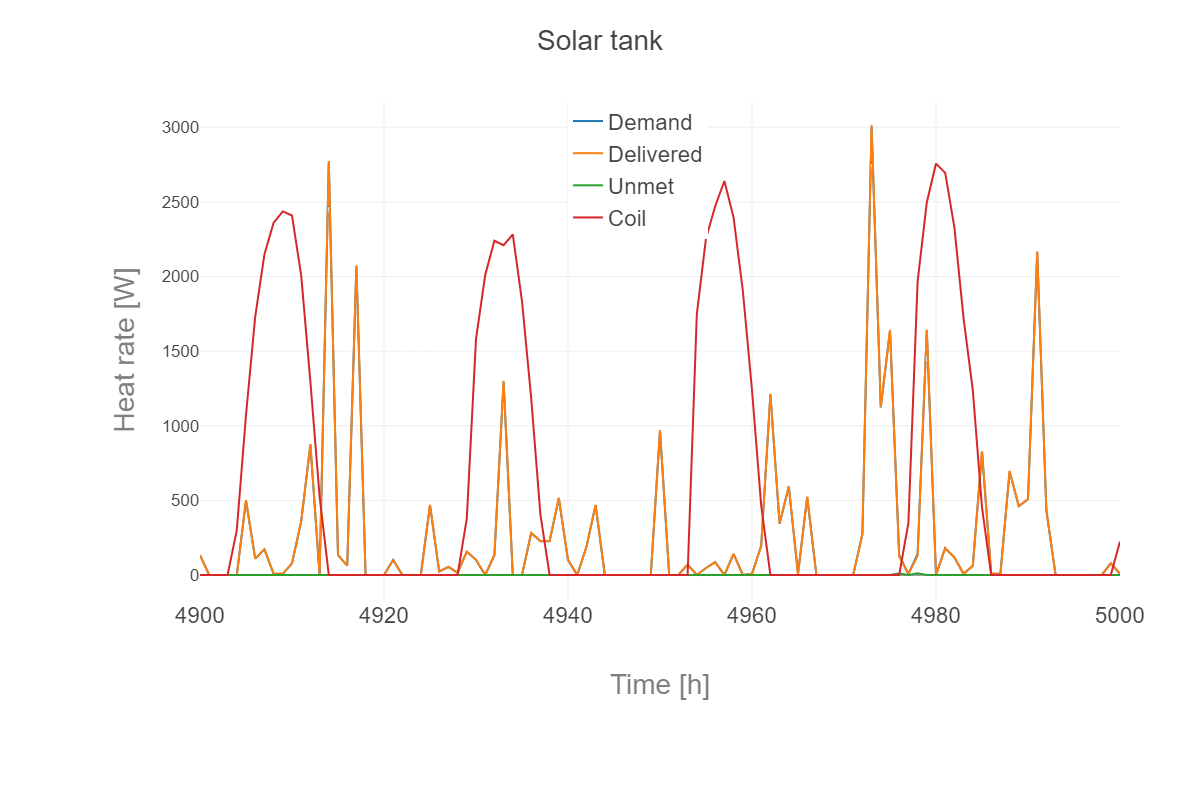 Solar tank
Demand
Delivered
Unmet
Coil
3000
2500
2000
1500
1000
500
0
Heat rate [W]
4900 4920 4940 4960 4980 5000
Time [h]